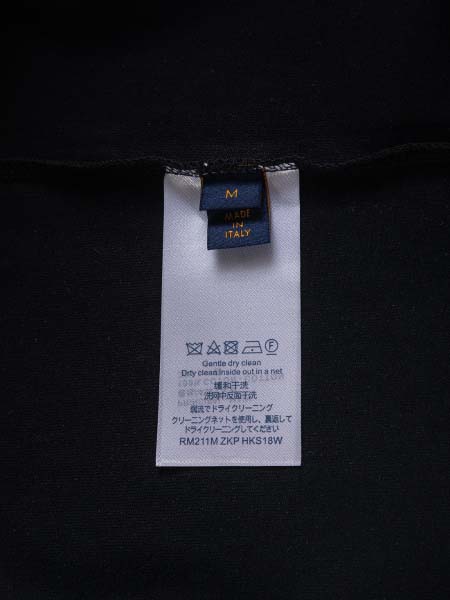 M
MADE
IN
ITALY
Gentle dry clean
Dirty clean:Inside out in a net
缓和干洗
洗网中反面干洗
弱流でドライクリーニング
クリーニングネットを使用し、裏返して
ドライクリーニングしてください
RM211M ZKP HKS18W